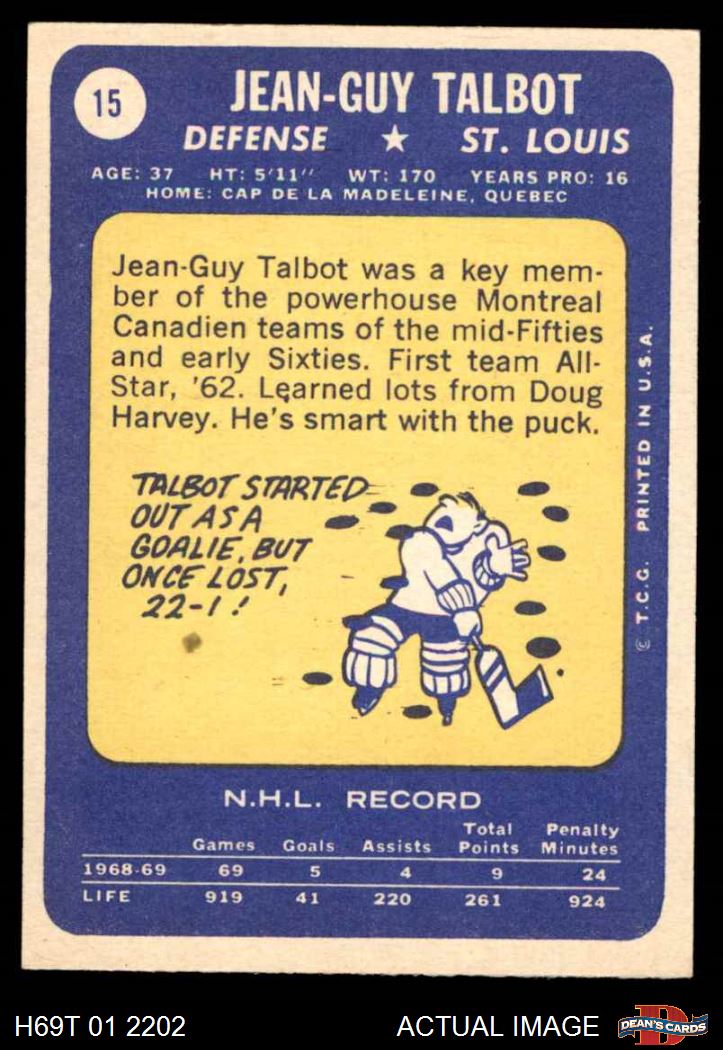 15
JEAN-GUY TALBOT
DEFENSE ★ ST. LOUIS
AGE: 37 HT: 5'11" WT: 170 YEARS PRO: 16
HOME: CAP DE LA MADELEINE, QUEBEC
Jean-Guy Talbot was a key mem-
ber of the powerhouse Montreal
Canadien teams of the mid-Fifties
and early Sixties. First team All-
Star, '62. Learned lots from Doug
Harvey. He's smart with the puck.
TALBOT STARTED
OUT AS A
GOALIE, BUT
ONCE LOST,
22-1!
© T.C.G. PRINTED IN U.S.A.
N.H.L. RECORD
Games Goals Assists Total Points Penalty Minutes
1968-69 69 5 4 9 24
LIFE 919 41 220 261 924
H69T 01 2202 ACTUAL IMAGE
D
DEAN'S CARDS